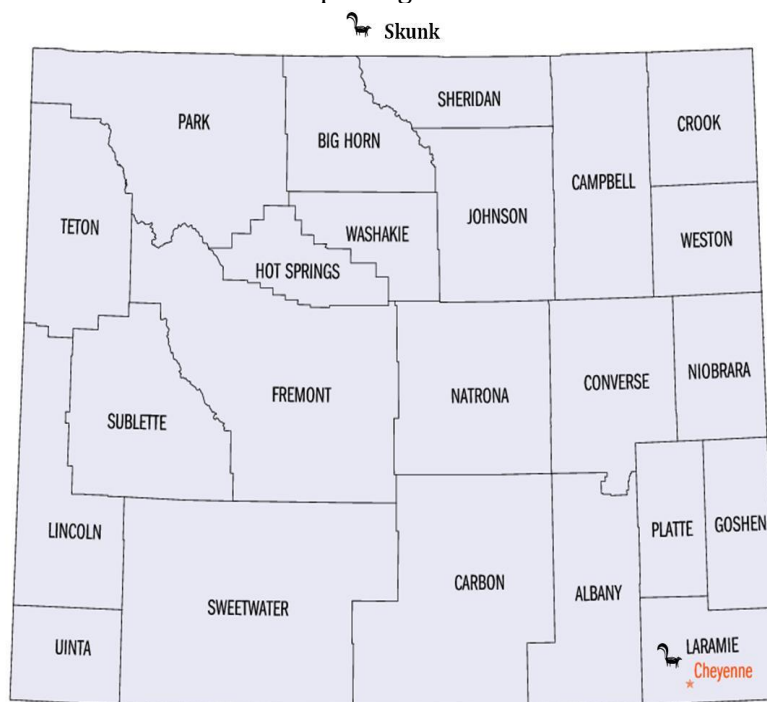 Skunk
SHERIDAN
PARK
CROOK
BIG HORN
CAMPBELL
JOHNSON
TETON
WASHAKIE
WESTON
HOT SPRINGS
NIOBRARA
CONVERSE
FREMONT
NATRONA
SUBLETTE
LINCOLN
PLATTE
GOSHEN
CARBON
ALBANY
SWEETWATER
UINTA
LARAMIE
Cheyenne